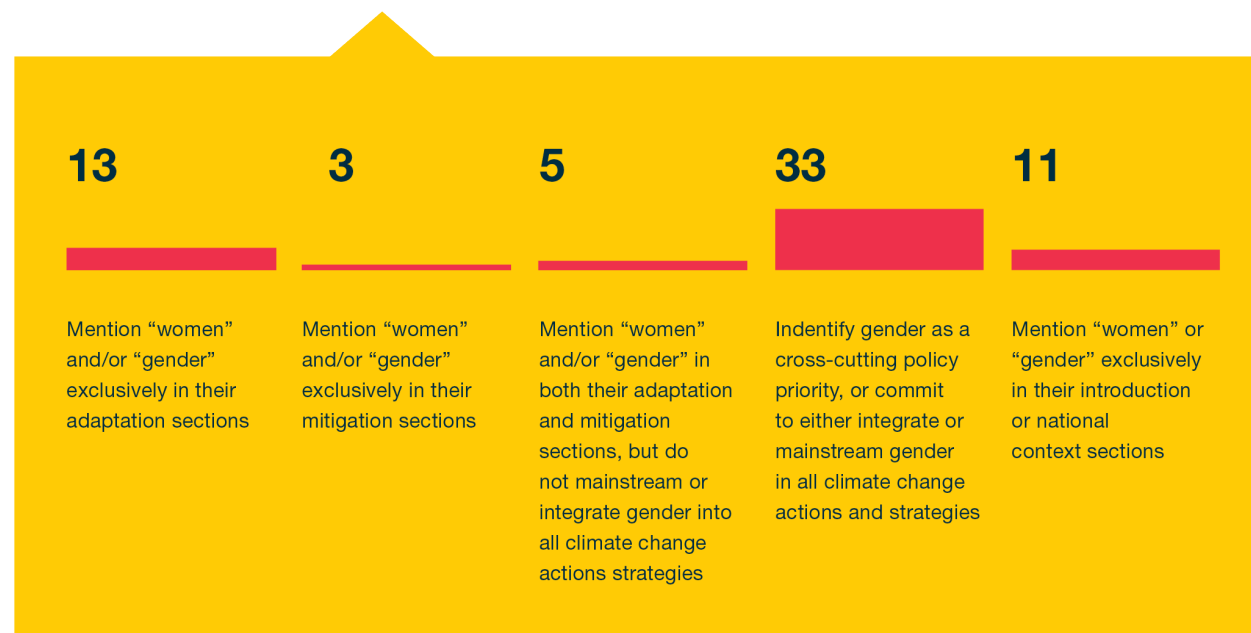 13
Mention “women”
and/or “gender”
exclusively in their
adaptation sections
3
Mention “women”
and/or “gender”
exclusively in their
mitigation sections
5
Mention “women”
and/or “gender” in
both their adaptation
and mitigation
sections, but do
not mainstream or
integrate gender into
all climate change
actions strategies
33
Indentify gender as a
cross-cutting policy
priority, or commit
to either integrate or
mainstream gender
in all climate change
actions and strategies
11
Mention “women” or
“gender” exclusively
in their introduction
or national
context sections